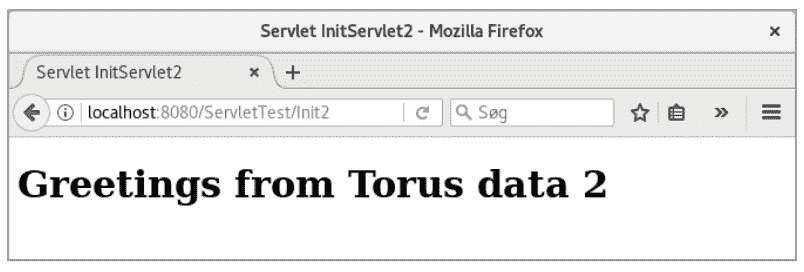 Servlet InitServlet2 - Mozilla Firefox
Servlet InitServlet2
localhost:8080/ServletTest/Init2
Søg
Greetings from Torus data 2